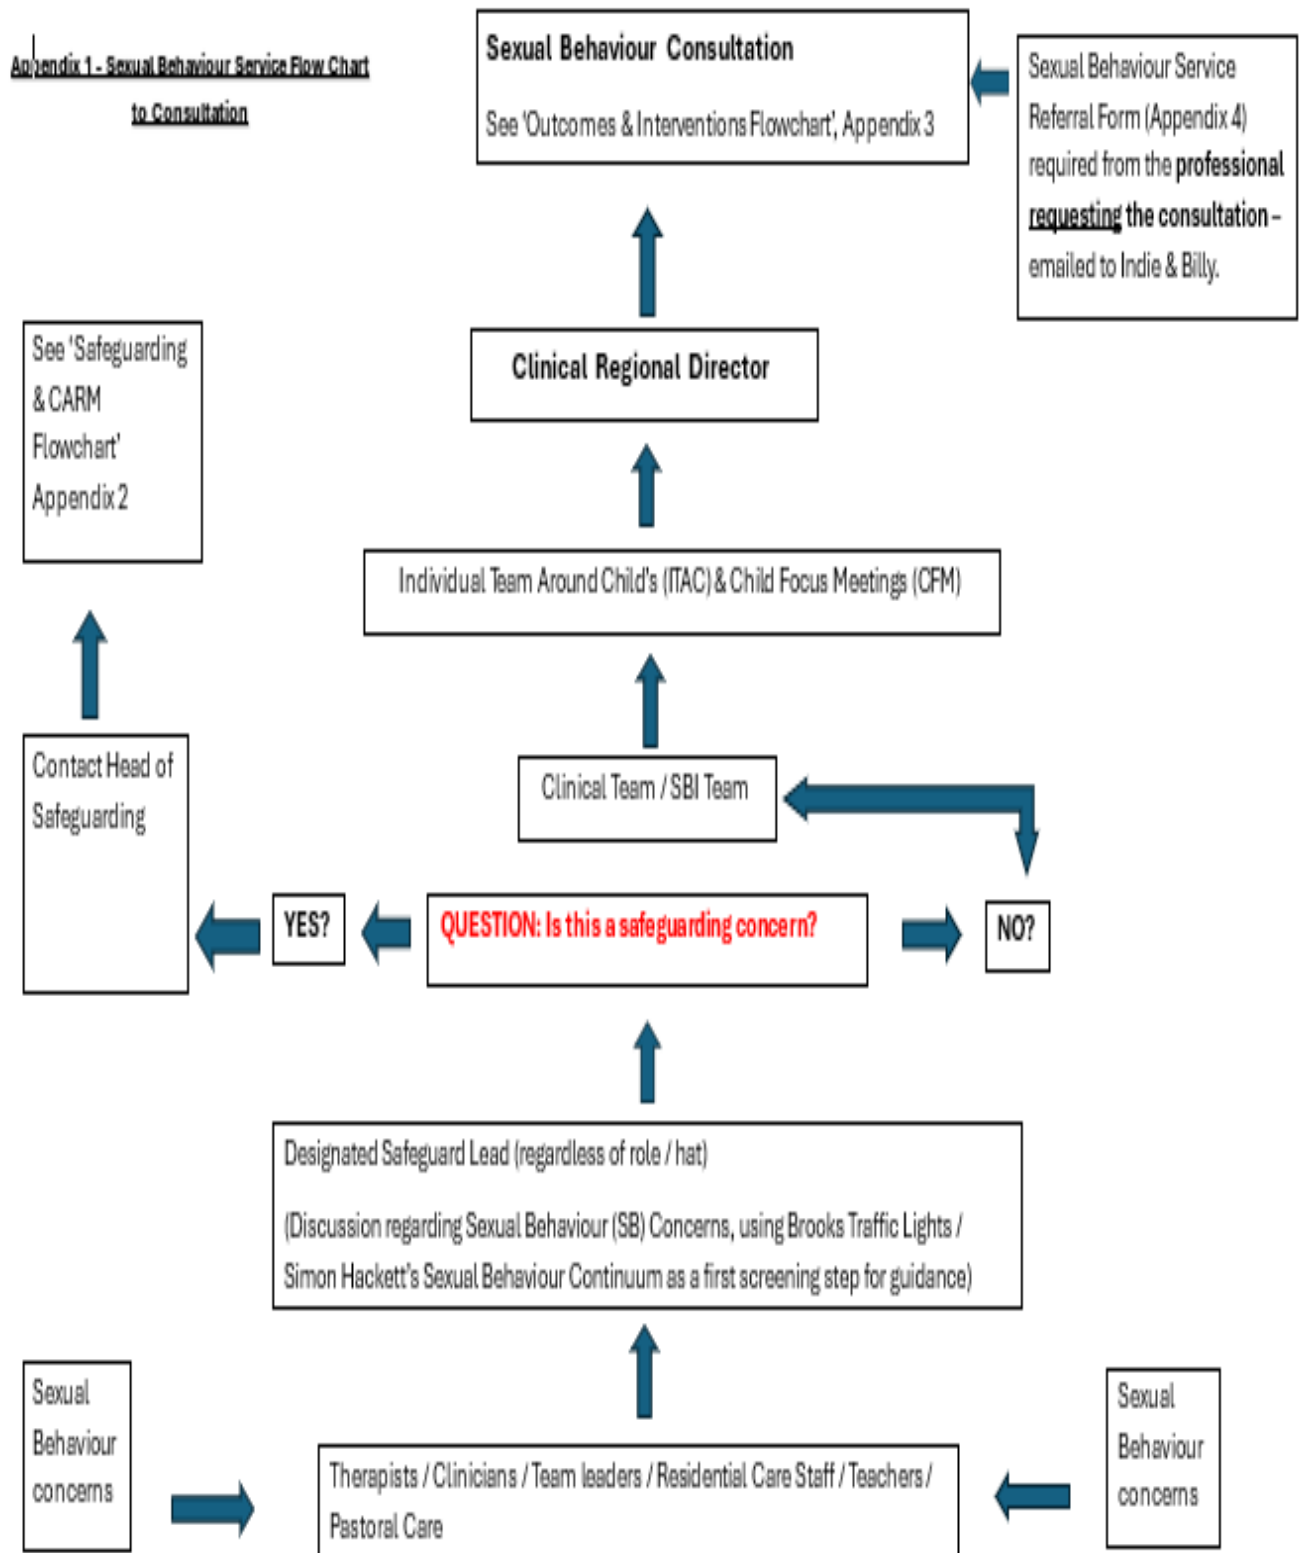 Appendix 1 - Sexual Behaviour Service Flow Chart
to Consultation
Sexual Behaviour Consultation
See 'Outcomes & Interventions Flowchart', Appendix 3
Sexual Behaviour Service
Referral Form (Appendix 4)
required from the professional
requesting the consultation –
emailed to Indie & Billy.
See 'Safeguarding
& CARM
Flowchart'
Appendix 2
Clinical Regional Director
Individual Team Around Child's (ITAC) & Child Focus Meetings (CFM)
Contact Head of
Safeguarding
Clinical Team / SBI Team
YES?
QUESTION: Is this a safeguarding concern?
NO?
Designated Safeguard Lead (regardless of role / hat)
(Discussion regarding Sexual Behaviour (SB) Concerns, using Brooks Traffic Lights /
Simon Hackett's Sexual Behaviour Continuum as a first screening step for guidance)
Sexual
Behaviour
concerns
Therapists / Clinicians / Team leaders / Residential Care Staff / Teachers /
Pastoral Care
Sexual
Behaviour
concerns